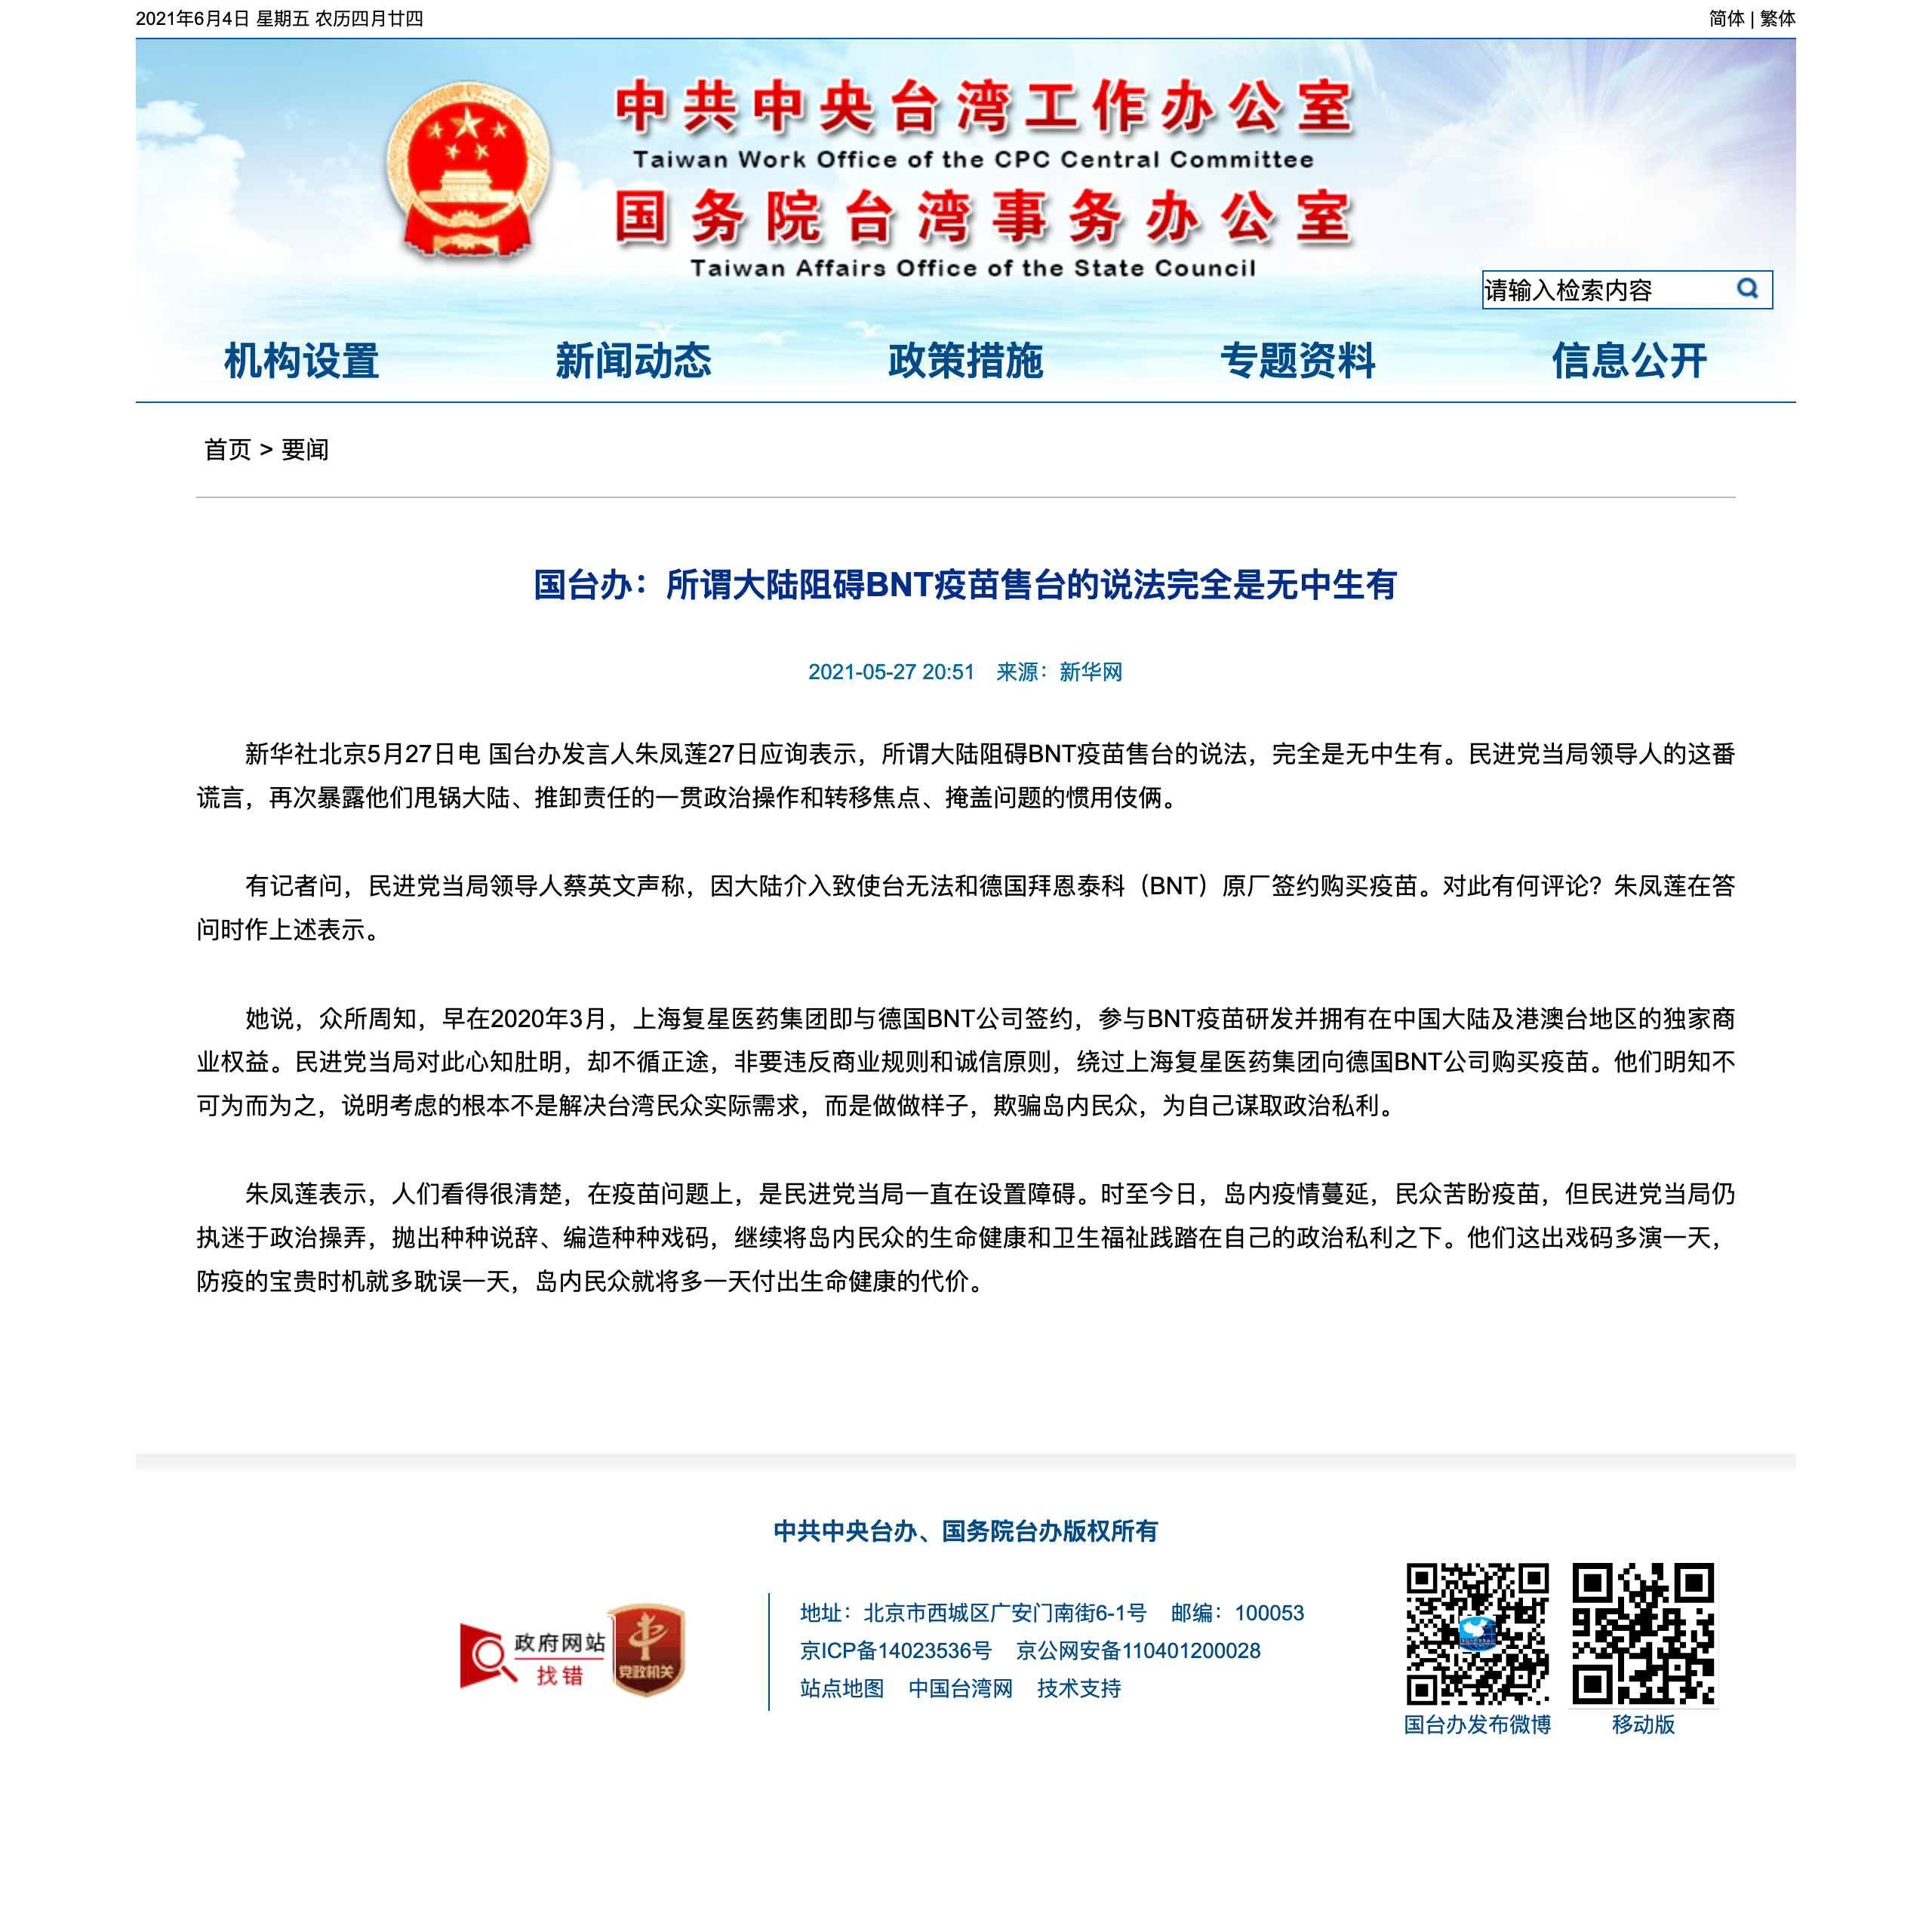 2021年6月4日 星期五 农历四月廿四
简体 | 繁体
中共中央台湾工作办公室
Taiwan Work Office of the CPC Central Committee
国务院台湾事务办公室
Taiwan Affairs Office of the State Council
请输入检索内容
机构设置 新闻动态 政策措施 专题资料 信息公开
首页 > 要闻
国台办：所谓大陆阻碍BNT疫苗售台的说法完全是无中生有
2021-05-27 20:51 来源：新华网
新华社北京5月27日电 国台办发言人朱凤莲27日应询表示，所谓大陆阻碍BNT疫苗售台的说法，完全是无中生有。民进党当局领导人的这番
谎言，再次暴露他们甩锅大陆、推卸责任的一贯政治操作和转移焦点、掩盖问题的惯用伎俩。
有记者问，民进党当局领导人蔡英文声称，因大陆介入致使台无法和德国拜恩泰科（BNT）原厂签约购买疫苗。对此有何评论？朱凤莲在答
问时作上述表示。
她说，众所周知，早在2020年3月，上海复星医药集团即与德国BNT公司签约，参与BNT疫苗研发并拥有在中国大陆及港澳台地区的独家商
业权益。民进党当局对此心知肚明，却不循正途，非要违反商业规则和诚信原则，绕过上海复星医药集团向德国BNT公司购买疫苗。他们明知不
可为而为之，说明考虑的根本不是解决台湾民众实际需求，而是做做样子，欺骗岛内民众，为自己谋取政治私利。
朱凤莲表示，人们看得很清楚，在疫苗问题上，是民进党当局一直在设置障碍。时至今日，岛内疫情蔓延，民众苦盼疫苗，但民进党当局仍
执迷于政治操弄，抛出种种说辞、编造种种戏码，继续将岛内民众的生命健康和卫生福祉践踏在自己的政治私利之下。他们这出戏码多演一天，
防疫的宝贵时机就多耽误一天，岛内民众就将多一天付出生命健康的代价。
中共中央台办、国务院台办版权所有
政府网站
找错
党政机关
地址：北京市西城区广安门南街6-1号 邮编：100053
京ICP备14023536号 京公网安备110401200028
站点地图 中国台湾网 技术支持
国台办发布微博
移动版